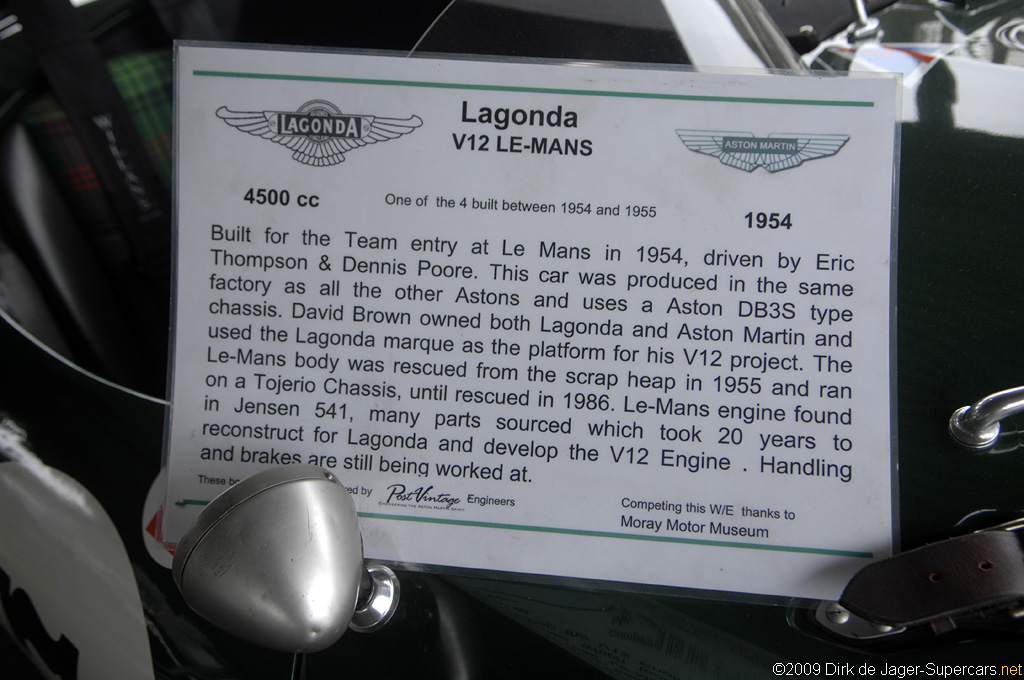 Lagonda
LAGONDA
V12 LE-MANS
ASTON MARTIN
4500 cc
One of the 4 built between 1954 and 1955
1954
Built for the Team entry at Le Mans in 1954, driven by Eric
Thompson & Dennis Poore. This car was produced in the same
factory as all the other Astons and uses a Aston DB3S type
chassis. David Brown owned both Lagonda and Aston Martin and
used the Lagonda marque as the platform for his V12 project. The
Le-Mans body was rescued from the scrap heap in 1955 and ran
on a Tojerio Chassis, until rescued in 1986. Le-Mans engine found
in Jensen 541, many parts sourced which took 20 years to
reconstruct for Lagonda and develop the V12 Engine . Handling
and brakes are still being worked at.
These by
Post Vintage Engineers
ENGINEERING THE ASTON MARTIN SPIRIT
Competing this W/E thanks to
Moray Motor Museum
©2009 Dirk de Jager-Supercars.net